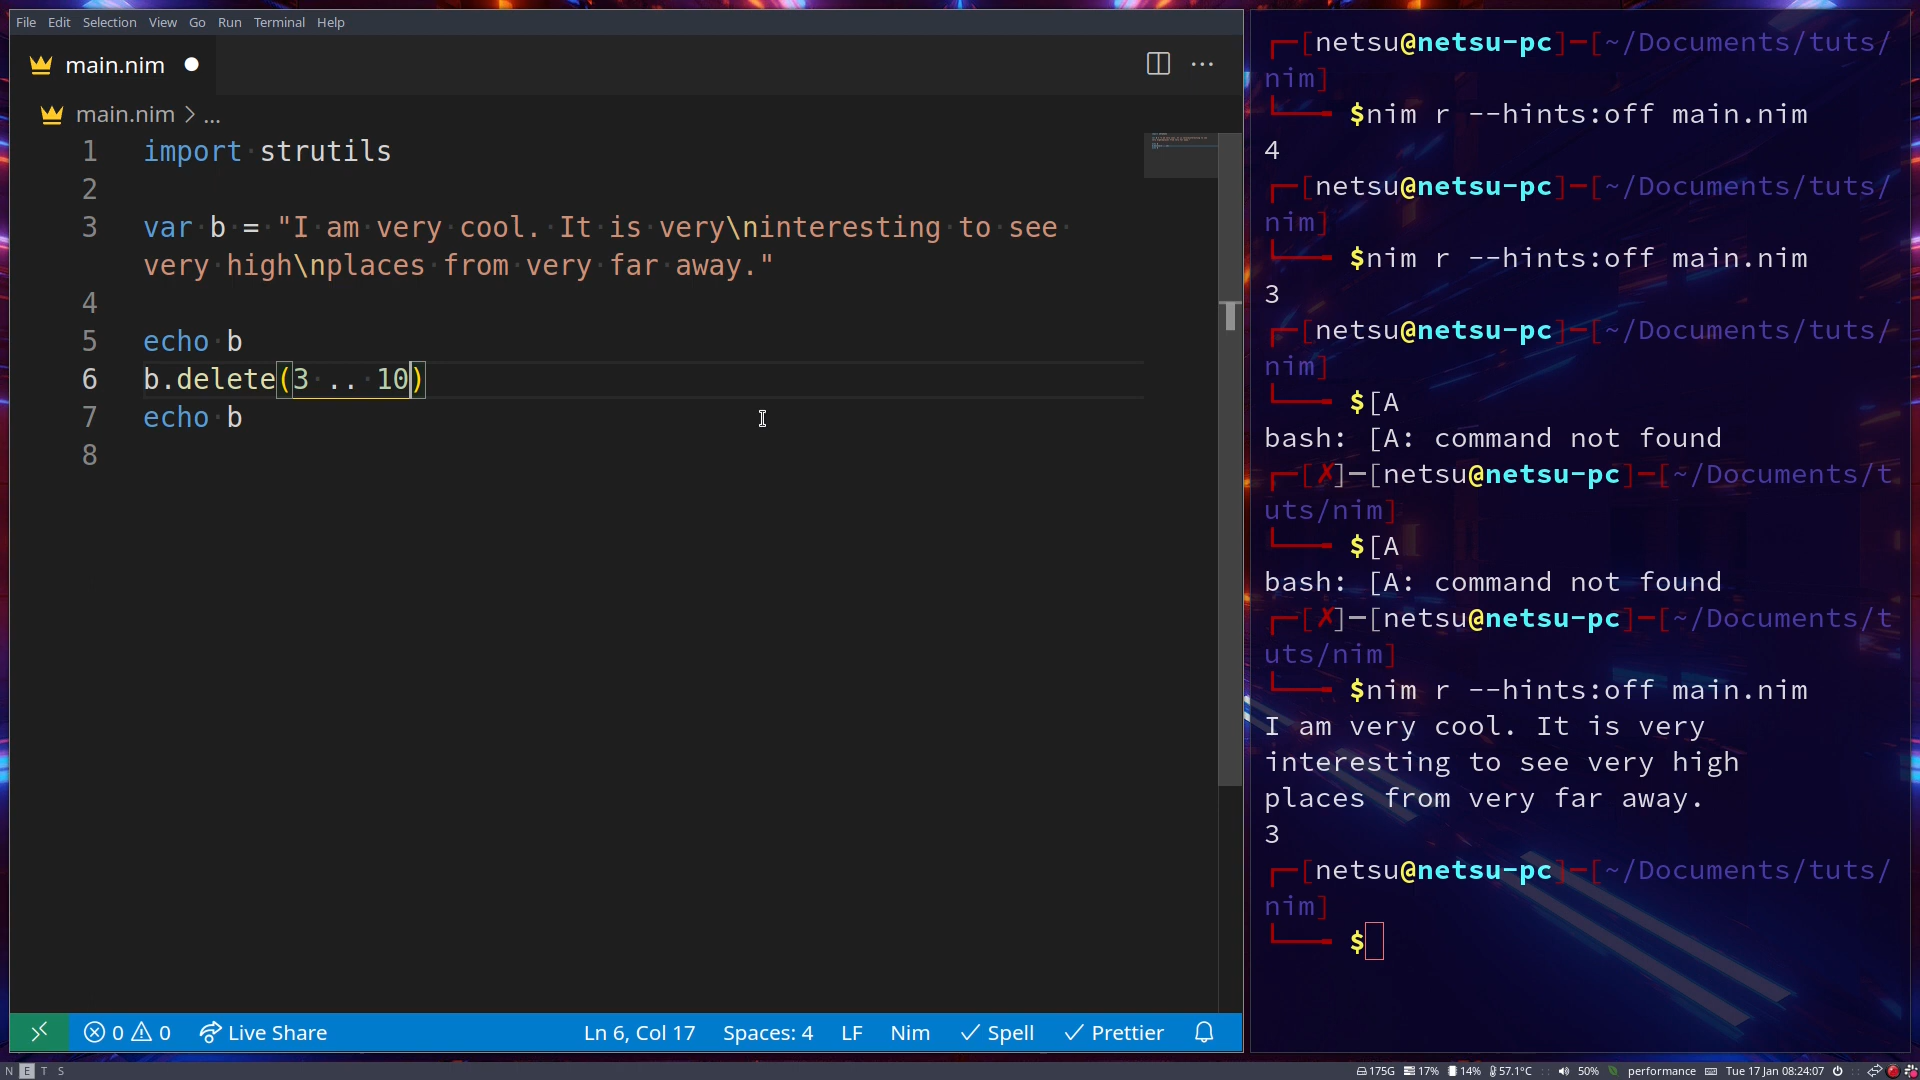 File Edit Selection View Go Run Terminal Help
main.nim
main.nim > ...
1 import strutils
2
3 var b = "I am very cool. It is very\ninteresting to see
very high\nplaces from very far away."
4
5 echo b
6 b.delete(3 .. 10)
7 echo b
8
0 0 Live Share Ln 6, Col 17 Spaces: 4 LF Nim Spell Prettier
[netsu@netsu-pc]─[~/Documents/tuts/
nim]
$nim r --hints:off main.nim
4
[netsu@netsu-pc]─[~/Documents/tuts/
nim]
$nim r --hints:off main.nim
3
[netsu@netsu-pc]─[~/Documents/tuts/
nim]
$[A
bash: [A: command not found
[✗]─[netsu@netsu-pc]─[~/Documents/t
uts/nim]
$[A
bash: [A: command not found
[✗]─[netsu@netsu-pc]─[~/Documents/t
uts/nim]
$nim r --hints:off main.nim
I am very cool. It is very
interesting to see very high
places from very far away.
3
[netsu@netsu-pc]─[~/Documents/tuts/
nim]
$
N E T S 175G 17% 14% 57.1°C 50% performance Tue 17 Jan 08:24:07